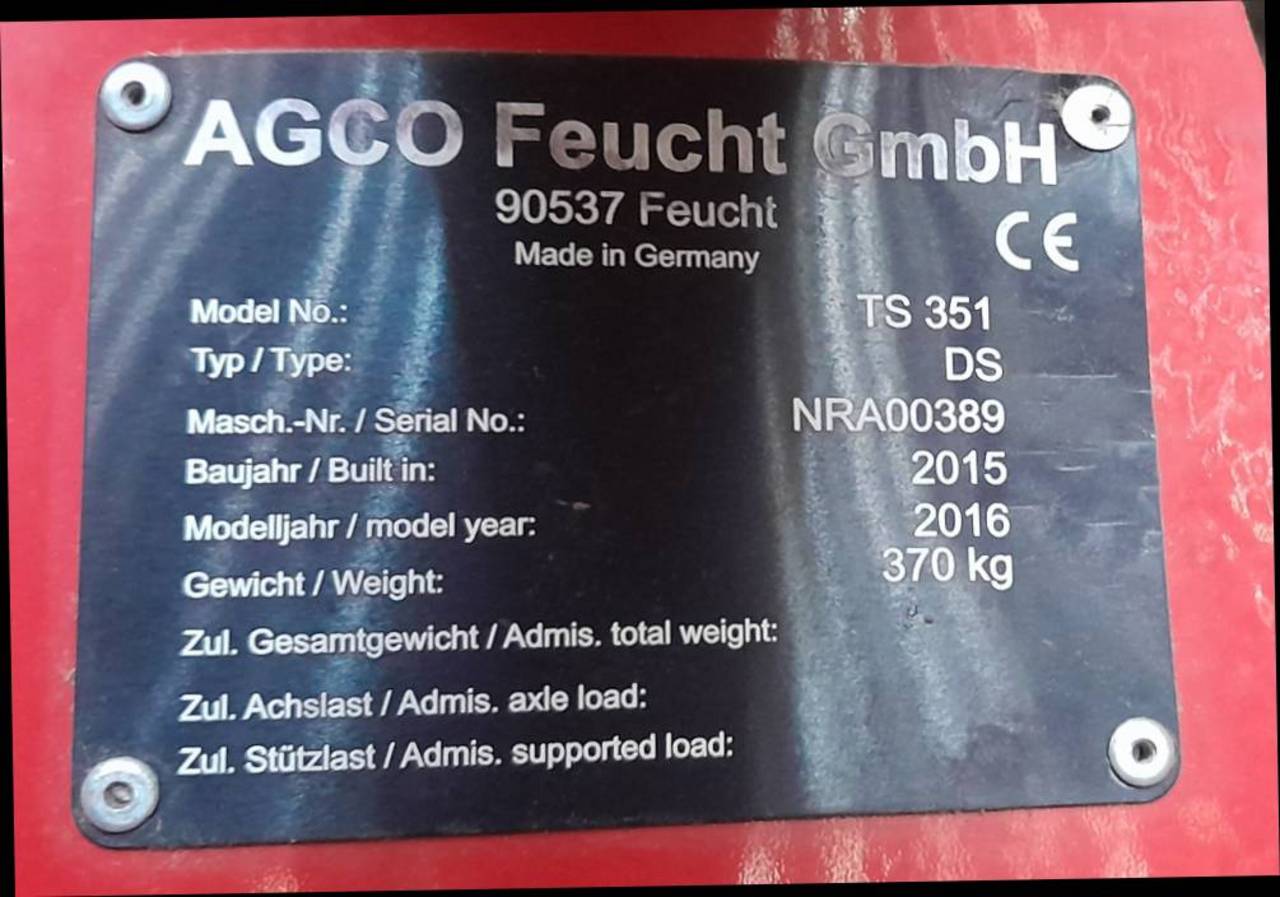 AGCO Feucht GmbH
90537 Feucht
Made in Germany
CE
Model No.: TS 351
Typ / Type: DS
Masch.-Nr. / Serial No.: NRA00389
Baujahr / Built in: 2015
Modelljahr / model year: 2016
Gewicht / Weight: 370 kg
Zul. Gesamtgewicht / Admis. total weight:
Zul. Achslast / Admis. axle load:
Zul. Stützlast / Admis. supported load: